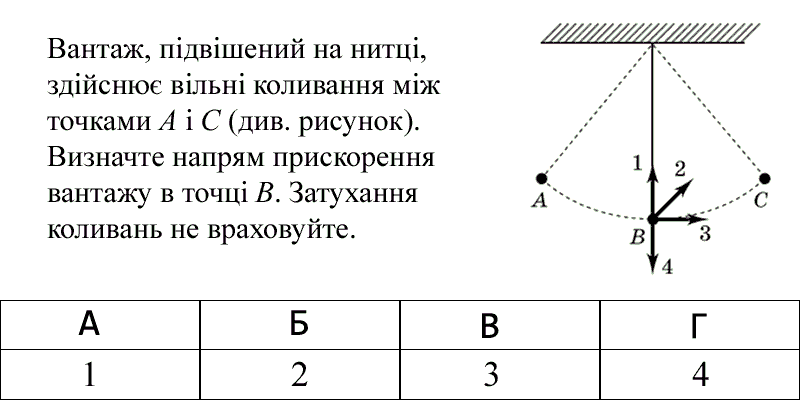 Вантаж, підвішений на нитці,
здійснює вільні коливання між
точками A і C (див. рисунок).
Визначте напрям прискорення
вантажу в точці B. Затухання
коливань не враховуйте.
1
2
A
C
B
3
4
А Б В Г
1 2 3 4